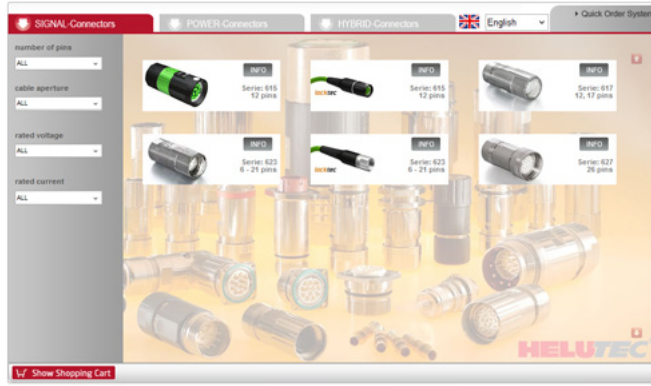 SIGNAL-Connectors
POWER-Connectors
HYBRID-Connectors
English
Quick Order System
number of pins
ALL
cable aperture
ALL
rated voltage
ALL
rated current
ALL
INFO
Serie: 615
12 pins
INFO
tecktec
Serie: 615
12 pins
INFO
Serie: 617
12, 17 pins
INFO
Serie: 623
6 - 21 pins
INFO
tecktec
Serie: 623
6 - 21 pins
INFO
Serie: 627
26 pins
HELUTEC
Show Shopping Cart